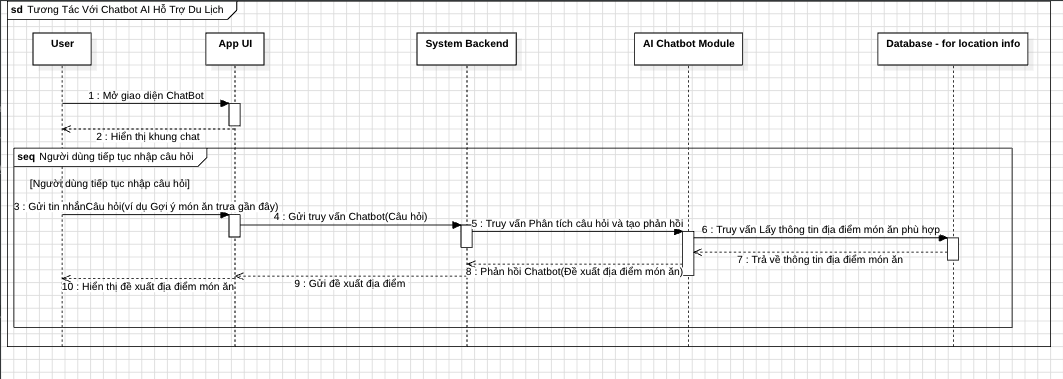 sd Tương Tác Với Chatbot AI Hỗ Trợ Du Lịch
User
App UI
System Backend
AI Chatbot Module
Database - for location info
1 : Mở giao diện ChatBot
2 : Hiển thị khung chat
seq Người dùng tiếp tục nhập câu hỏi
[Người dùng tiếp tục nhập câu hỏi]
3 : Gửi tin nhắnCâu hỏi(ví dụ Gợi ý món ăn trưa gần đây)
4 : Gửi truy vấn Chatbot(Câu hỏi)
5 : Truy vấn Phân tích câu hỏi và tạo phản hồi
6 : Truy vấn Lấy thông tin địa điểm món ăn phù hợp
7 : Trả về thông tin địa điểm món ăn
8 : Phản hồi Chatbot(Đề xuất địa điểm món ăn)
9 : Gửi đề xuất địa điểm
10 : Hiển thị đề xuất địa điểm món ăn